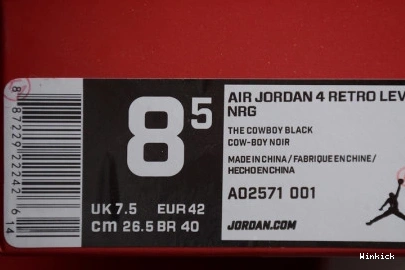 8 87229 22242 6 14
8 5
UK 7.5 EUR 42
CM 26.5 BR 40
AIR JORDAN 4 RETRO LEV
NRG
THE COWBOY BLACK
COW-BOY NOIR
MADE IN CHINA / FABRIQUE EN CHINE /
HECHO EN CHINA
AO2571 001
JORDAN.COM
Winkick